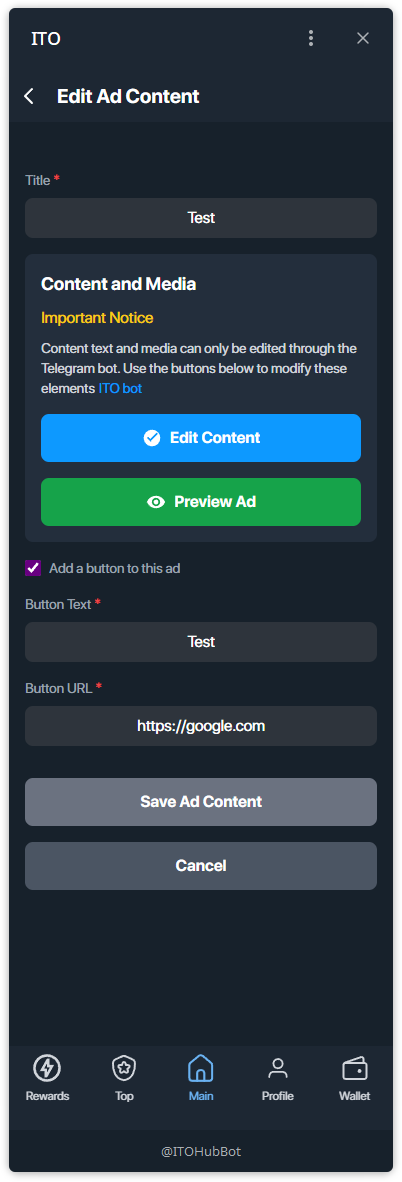 ITO
Edit Ad Content
Title *
Test
Content and Media
Important Notice
Content text and media can only be edited through the
Telegram bot. Use the buttons below to modify these
elements ITO bot
Edit Content
Preview Ad
Add a button to this ad
Button Text *
Test
Button URL *
https://google.com
Save Ad Content
Cancel
Rewards Top Main Profile Wallet
@ITOHubBot